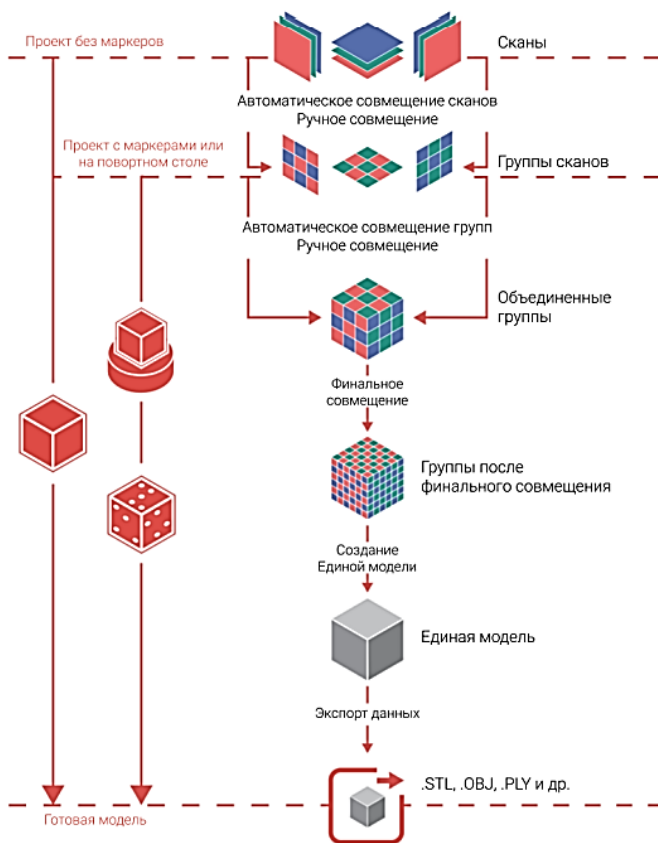 Проект без маркеров
Сканы
Автоматическое совмещение сканов
Ручное совмещение
Проект с маркерами или
на повортном столе
Группы сканов
Автоматическое совмещение групп
Ручное совмещение
Объединенные
группы
Финальное
совмещение
Группы после
финального совмещения
Создание
Единой модели
Единая модель
Экспорт данных
.STL, .OBJ, .PLY и др.
Готовая модель